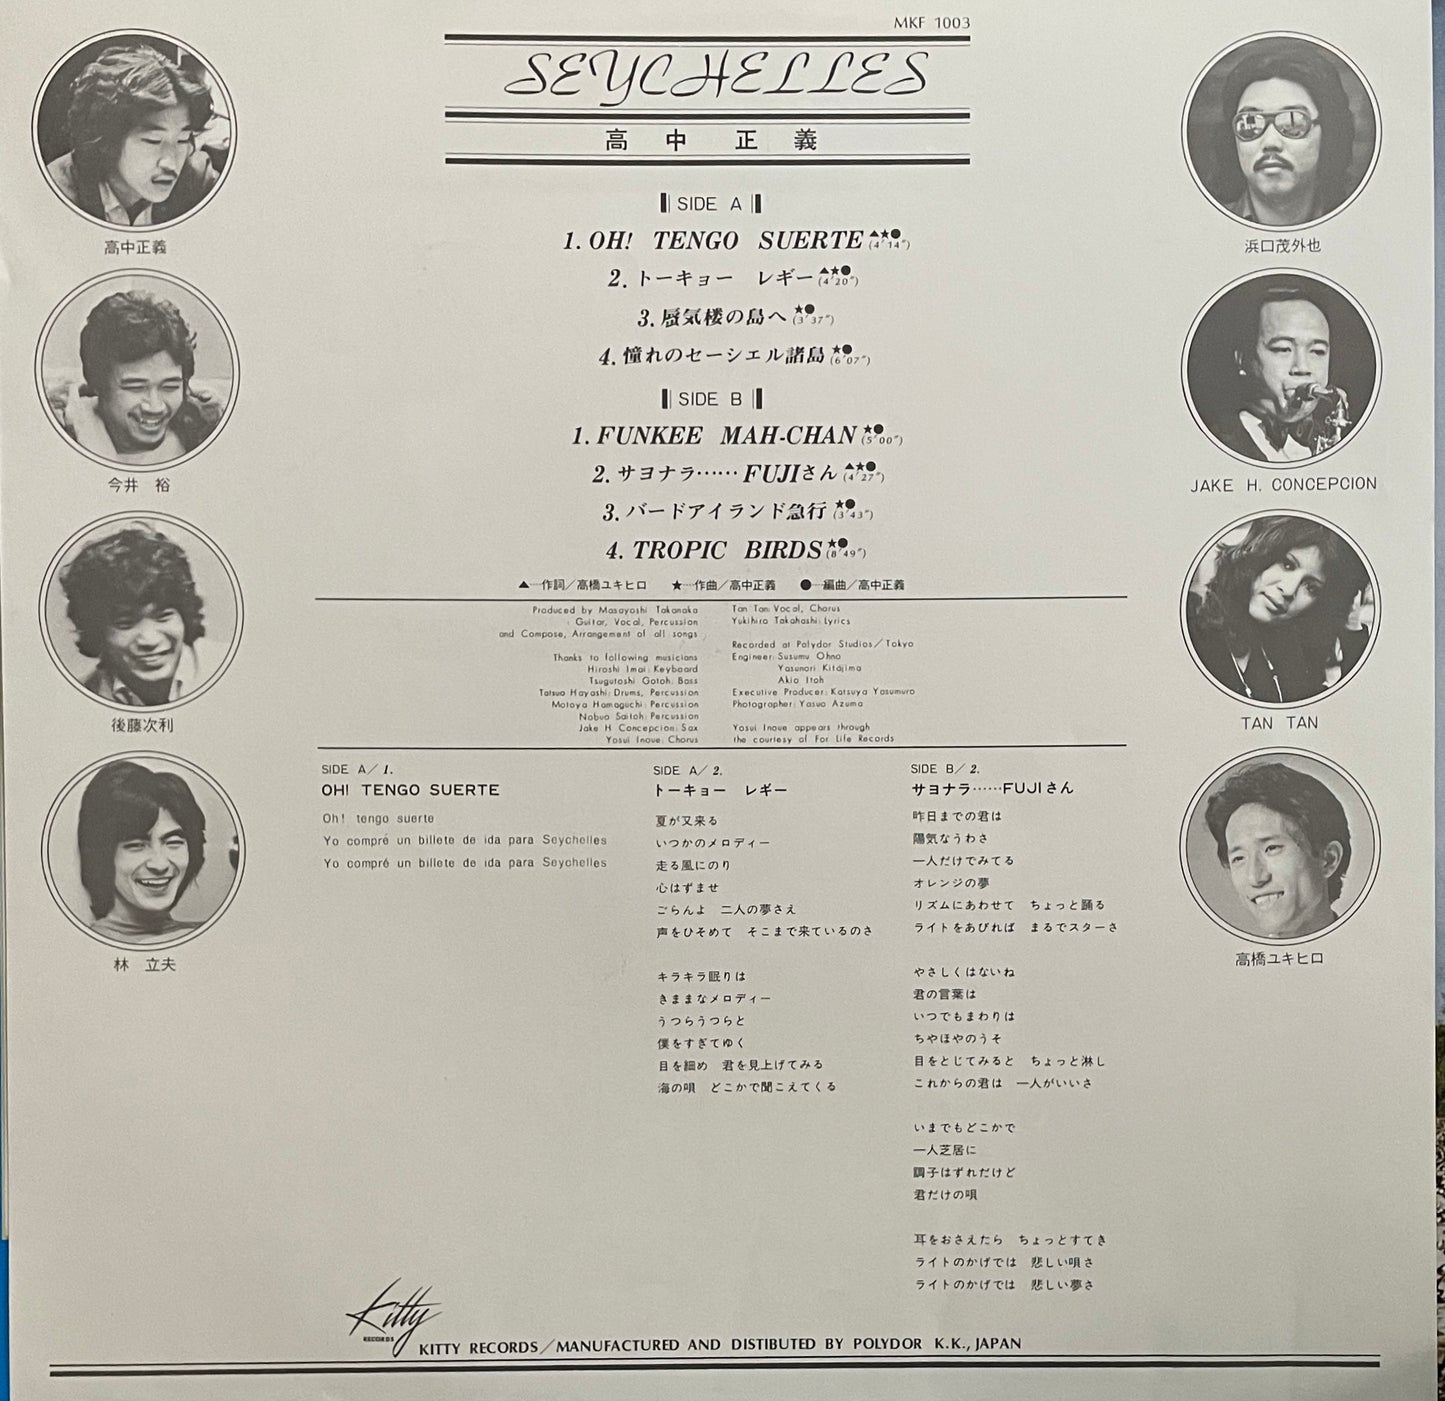 MKF 1003
SEYCHELLES
高中正義
SIDE A
1. OH! TENGO SUERTE ▲★● (4'14")
2. トーキョー レギー ▲★● (4'20")
3. 蜃気楼の島へ ★● (3'37")
4. 憧れのセーシェル諸島 ★● (6'07")
SIDE B
1. FUNKEE MAH-CHAN ★● (5'00")
2. サヨナラ……FUJIさん ▲★● (4'27")
3. バードアイランド急行 ★● (3'43")
4. TROPIC BIRDS ★● (8'49")
▲…作詞／高橋ユキヒロ ★…作曲／高中正義 ●…編曲／高中正義
Produced by Masayoshi Takanaka
: Guitar, Vocal, Percussion
and Compose, Arrangement of all songs
Thanks to following musicians
Hiroshi Imai: Keyboard
Tsugutoshi Gotoh: Bass
Tatsuo Hayashi: Drums, Percussion
Motoya Hamaguchi: Percussion
Nobuo Saitoh: Percussion
Jake H Concepcion: Sax
Yosui Inoue: Chorus
Tan Tan: Vocal, Chorus
Yukihiro Takahashi: Lyrics
Recorded at Polydor Studios／Tokyo
Engineer: Susumu Ohno
Yasunori Kitajima
Akio Itoh
Executive Producer: Katsuya Yasumuro
Photographer: Yasuo Azuma
Yosui Inoue appears through
the courtesy of For Life Records
SIDE A／1.
OH! TENGO SUERTE
Oh! tengo suerte
Yo compré un billete de ida para Seychelles
Yo compré un billete de ida para Seychelles
SIDE A／2.
トーキョー レギー
夏が又来る
いつかのメロディー
走る風にのり
心はずませ
ごらんよ 二人の夢さえ
声をひそめて そこまで来ているのさ
キラキラ眠りは
きままなメロディー
うつらうつらと
僕をすぎてゆく
目を細め 君を見上げてみる
海の唄 どこかで聞こえてくる
SIDE B／2.
サヨナラ……FUJIさん
昨日までの君は
陽気なうわさ
一人だけでみてる
オレンジの夢
リズムにあわせて ちょっと踊る
ライトをあびれば まるでスターさ
やさしくはないね
君の言葉は
いつでもまわりは
ちやほやのうそ
目をとじてみると ちょっと淋し
これからの君は 一人がいいさ
いまでもどこかで
一人芝居に
調子はずれだけど
君だけの唄
耳をおさえたら ちょっとすてき
ライトのかげでは 悲しい唄さ
ライトのかげでは 悲しい夢さ
高中正義
今井 裕
後藤次利
林 立夫
浜口茂外也
JAKE H. CONCEPCION
TAN TAN
高橋ユキヒロ
Kitty
RECORDS
KITTY RECORDS／MANUFACTURED AND DISTIBUTED BY POLYDOR K.K., JAPAN